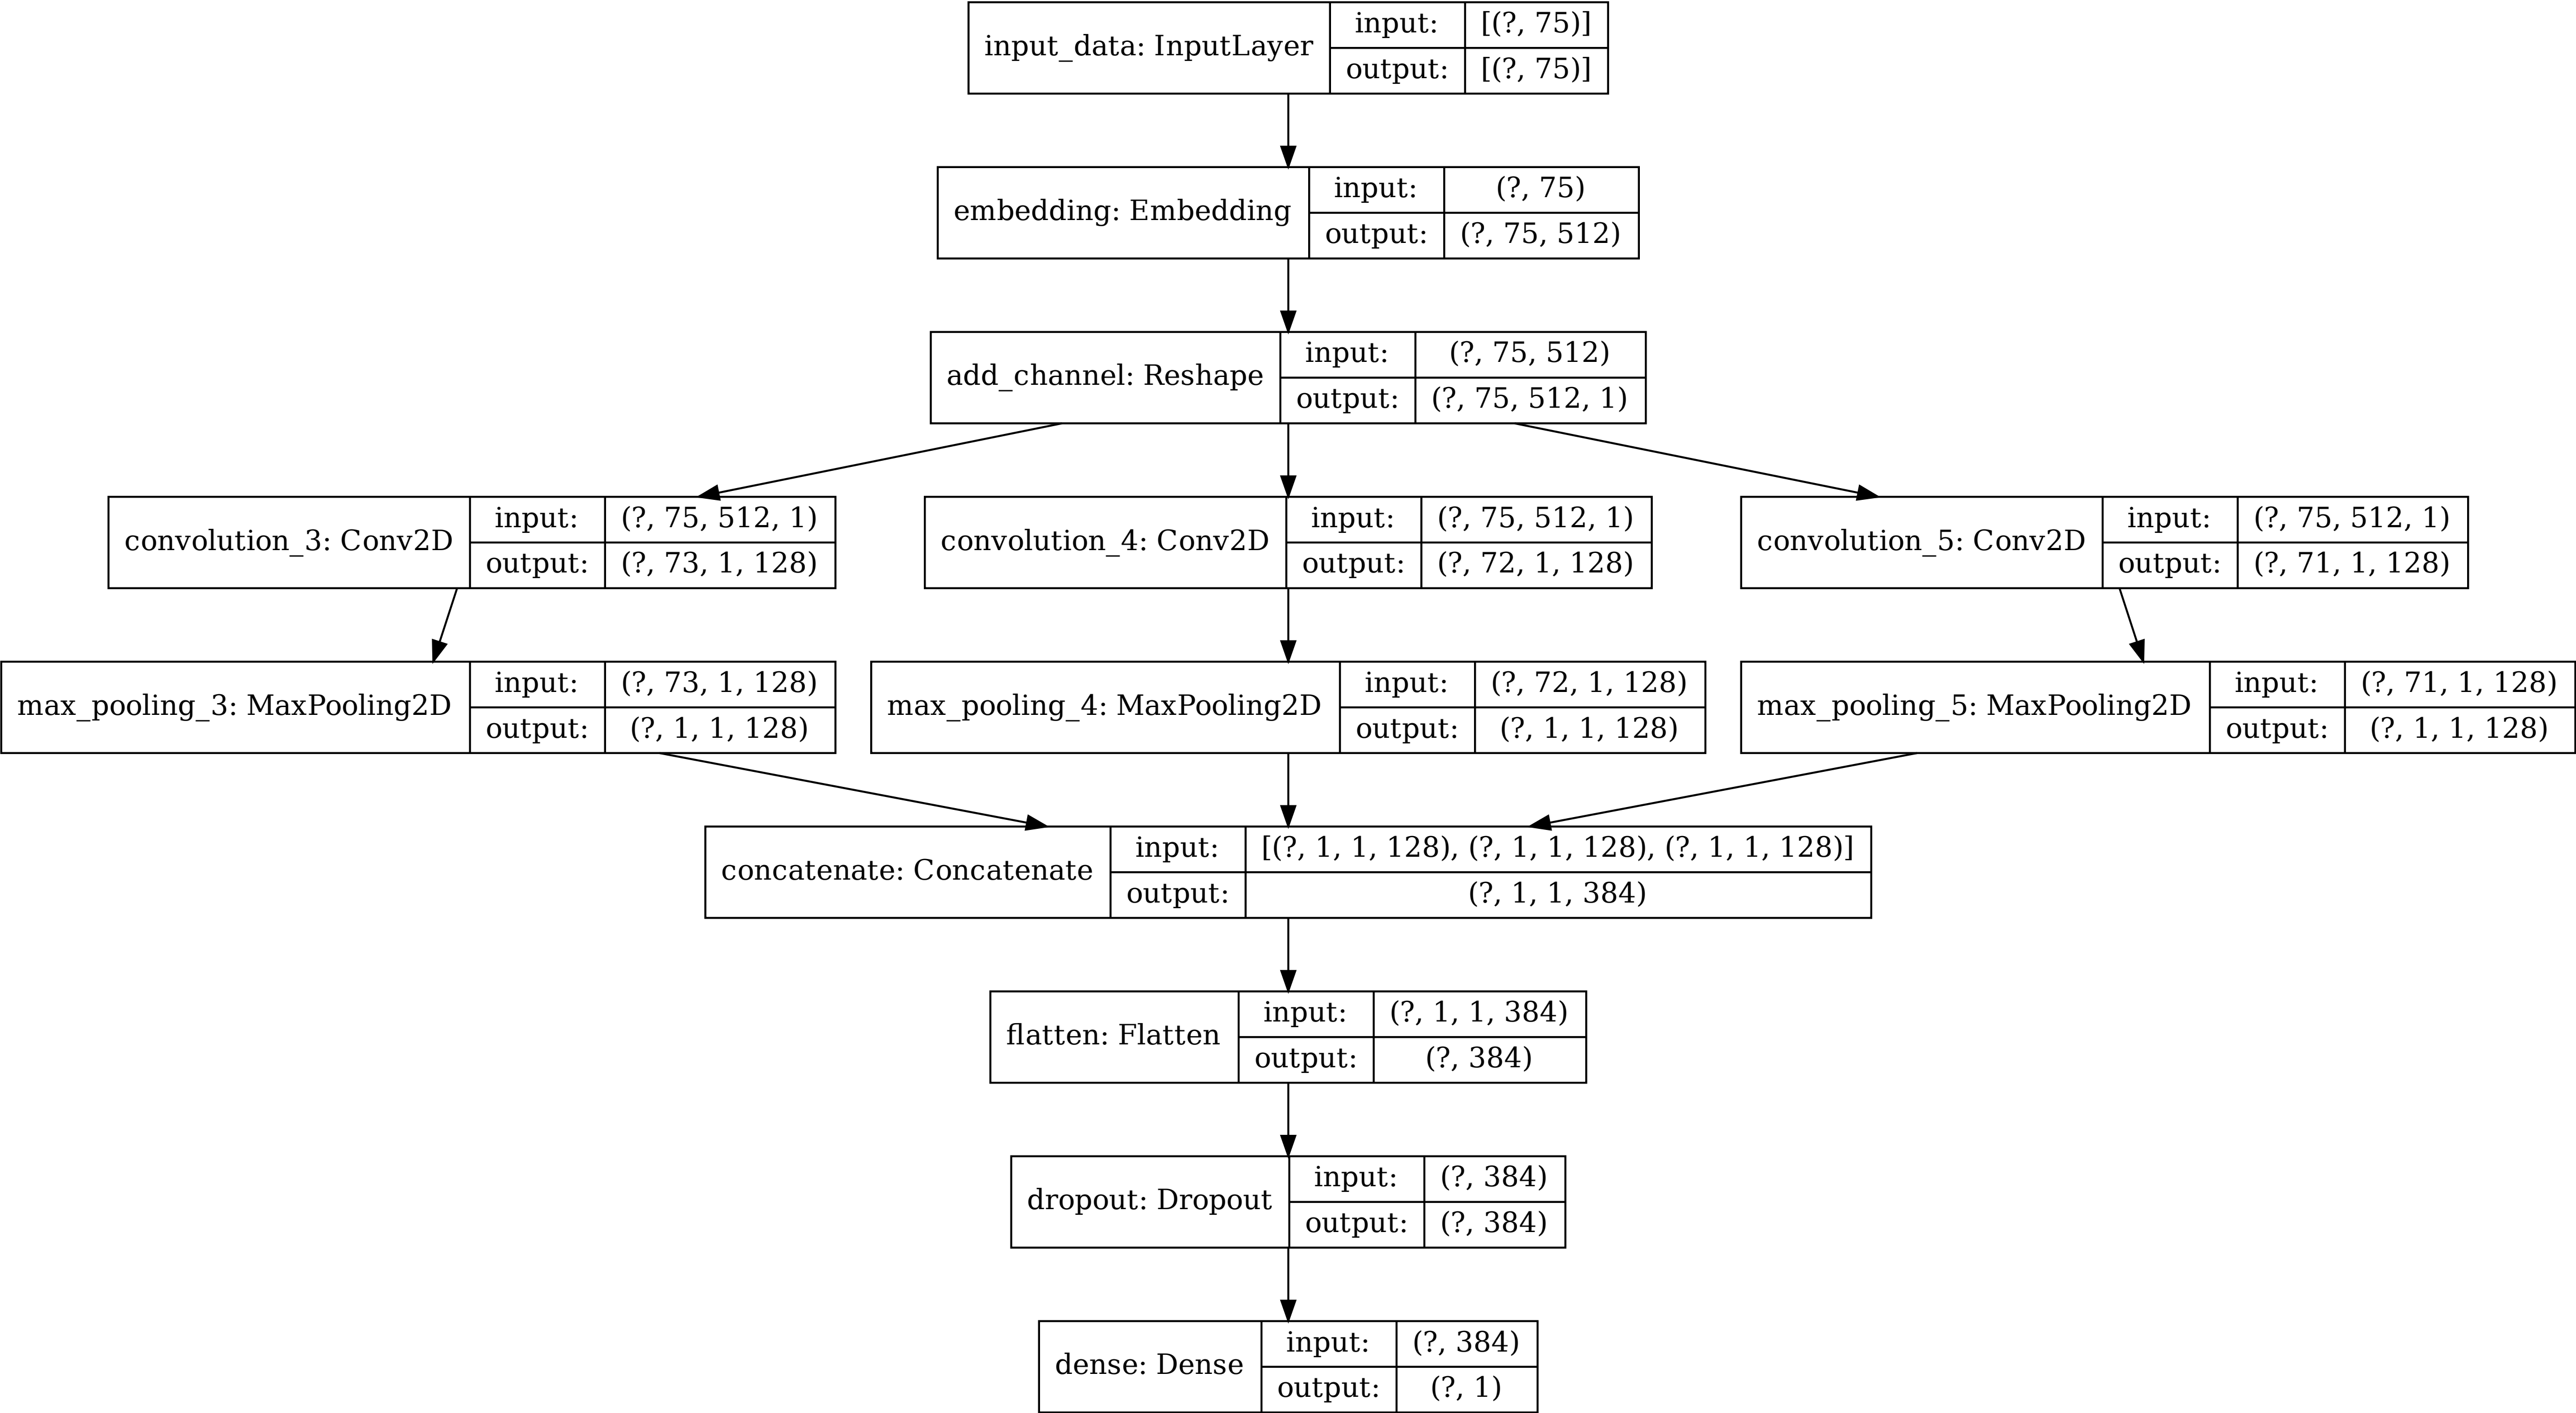 input_data: InputLayer
input:
[(?, 75)]
output:
[(?, 75)]
embedding: Embedding
input:
(?, 75)
output:
(?, 75, 512)
add_channel: Reshape
input:
(?, 75, 512)
output:
(?, 75, 512, 1)
convolution_3: Conv2D
input:
(?, 75, 512, 1)
output:
(?, 73, 1, 128)
convolution_4: Conv2D
input:
(?, 75, 512, 1)
output:
(?, 72, 1, 128)
convolution_5: Conv2D
input:
(?, 75, 512, 1)
output:
(?, 71, 1, 128)
max_pooling_3: MaxPooling2D
input:
(?, 73, 1, 128)
output:
(?, 1, 1, 128)
max_pooling_4: MaxPooling2D
input:
(?, 72, 1, 128)
output:
(?, 1, 1, 128)
max_pooling_5: MaxPooling2D
input:
(?, 71, 1, 128)
output:
(?, 1, 1, 128)
concatenate: Concatenate
input:
[(?, 1, 1, 128), (?, 1, 1, 128), (?, 1, 1, 128)]
output:
(?, 1, 1, 384)
flatten: Flatten
input:
(?, 1, 1, 384)
output:
(?, 384)
dropout: Dropout
input:
(?, 384)
output:
(?, 384)
dense: Dense
input:
(?, 384)
output:
(?, 1)